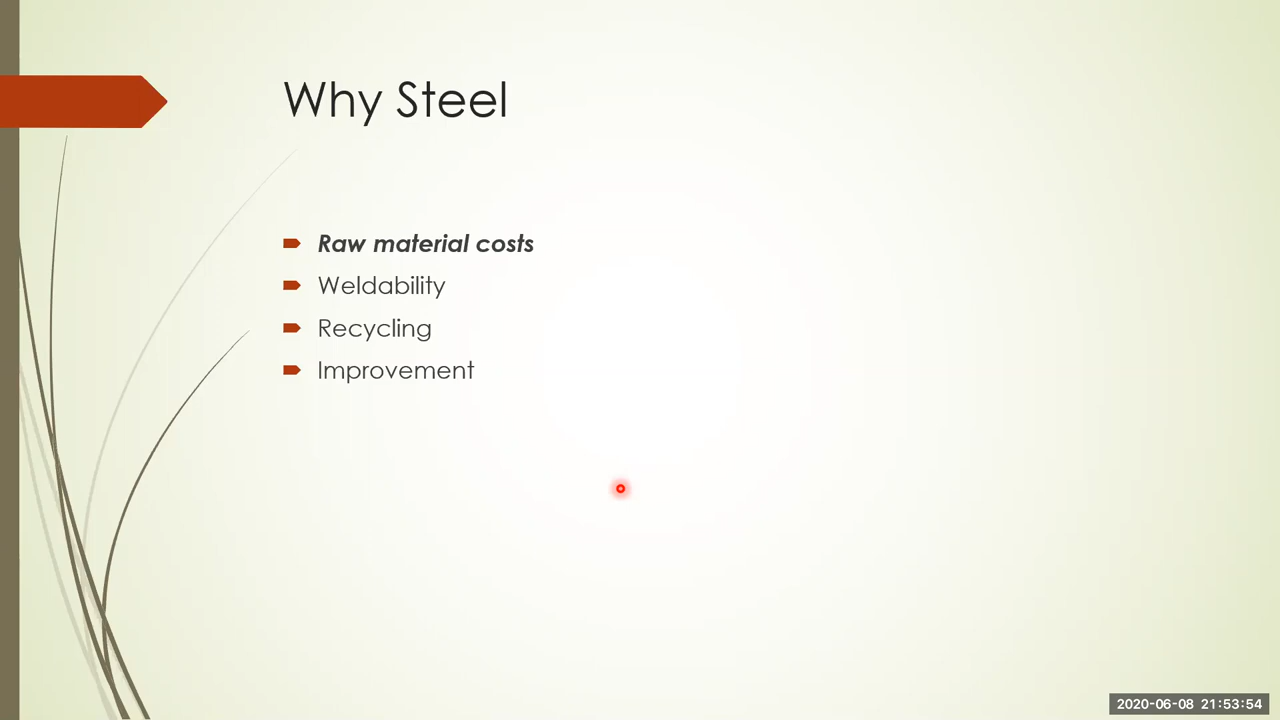 Why Steel
Raw material costs
Weldability
Recycling
Improvement
2020-06-08 21:53:54